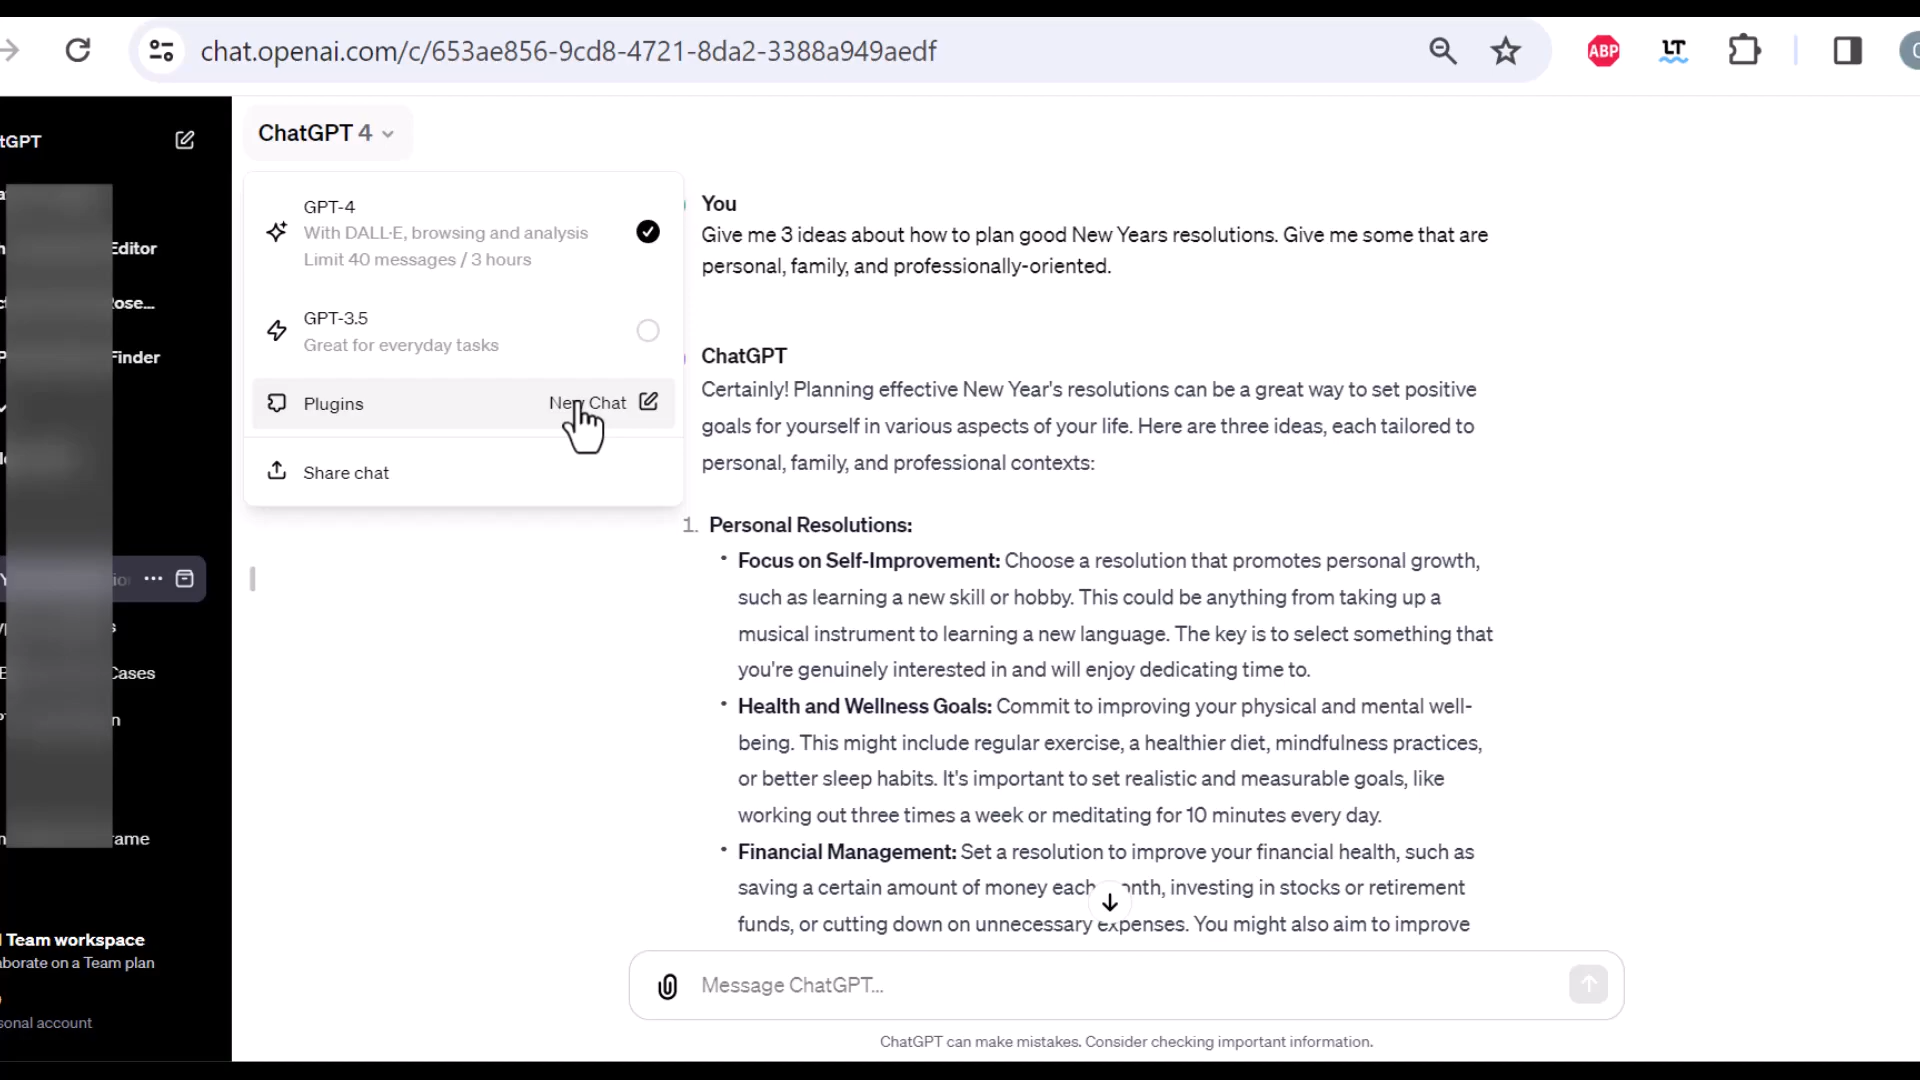 chat.openai.com/c/653ae856-9cd8-4721-8da2-3388a949aedf
ABP
LT
tGPT
Editor
Finder
Cases
Team workspace
aborate on a Team plan
sonal account
ChatGPT 4
GPT-4
With DALL·E, browsing and analysis
Limit 40 messages / 3 hours
GPT-3.5
Great for everyday tasks
Plugins
New Chat
Share chat
You
Give me 3 ideas about how to plan good New Years resolutions. Give me some that are
personal, family, and professionally-oriented.
ChatGPT
Certainly! Planning effective New Year's resolutions can be a great way to set positive
goals for yourself in various aspects of your life. Here are three ideas, each tailored to
personal, family, and professional contexts:
1. Personal Resolutions:
• Focus on Self-Improvement: Choose a resolution that promotes personal growth,
such as learning a new skill or hobby. This could be anything from taking up a
musical instrument to learning a new language. The key is to select something that
you're genuinely interested in and will enjoy dedicating time to.
• Health and Wellness Goals: Commit to improving your physical and mental well-
being. This might include regular exercise, a healthier diet, mindfulness practices,
or better sleep habits. It's important to set realistic and measurable goals, like
working out three times a week or meditating for 10 minutes every day.
• Financial Management: Set a resolution to improve your financial health, such as
saving a certain amount of money each month, investing in stocks or retirement
funds, or cutting down on unnecessary expenses. You might also aim to improve
Message ChatGPT...
ChatGPT can make mistakes. Consider checking important information.